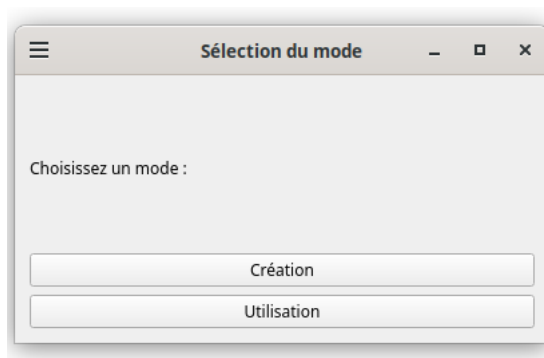 Sélection du mode
Choisissez un mode :
Création
Utilisation